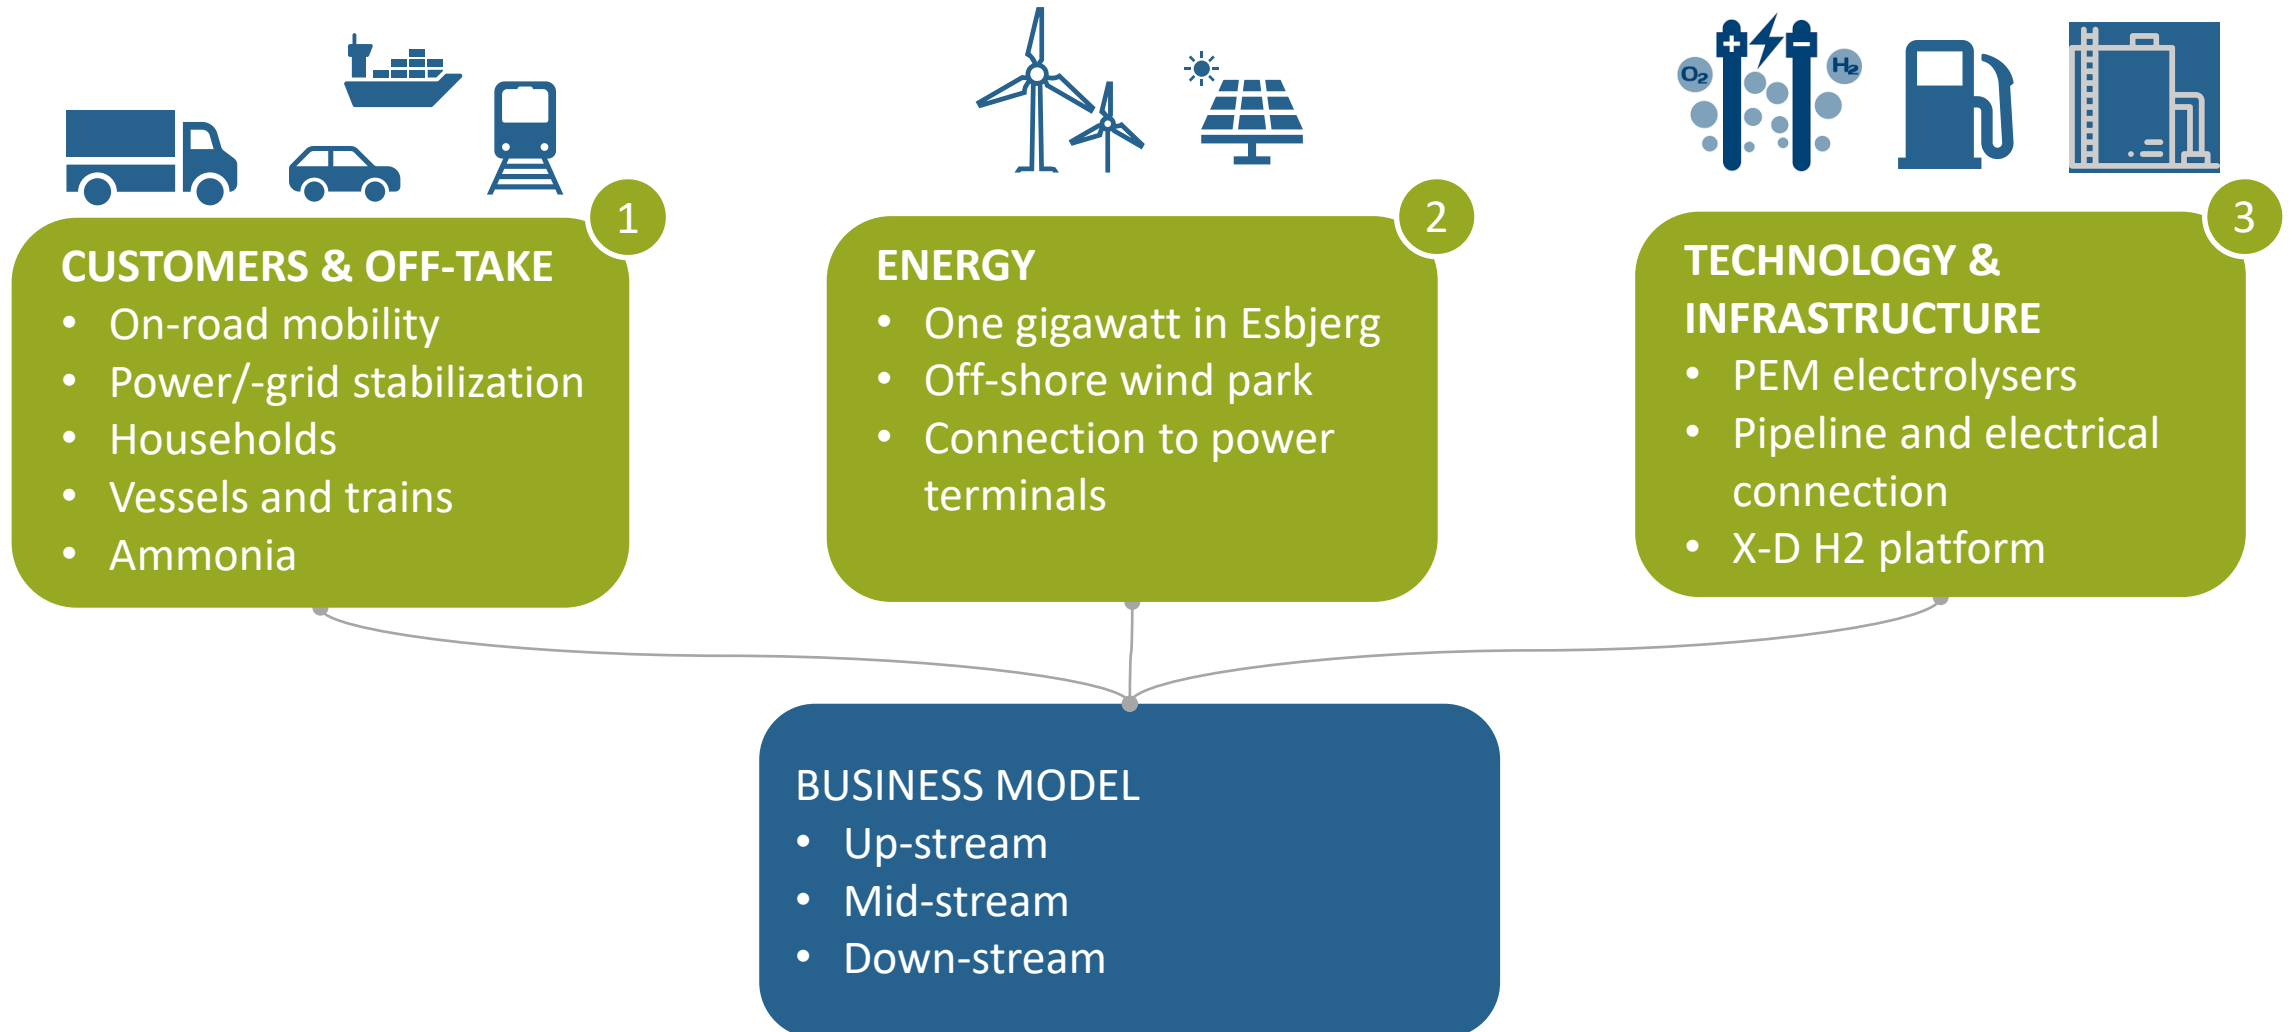 O2
+
−
H2
1
CUSTOMERS & OFF-TAKE
• On-road mobility
• Power/-grid stabilization
• Households
• Vessels and trains
• Ammonia
2
ENERGY
• One gigawatt in Esbjerg
• Off-shore wind park
• Connection to power
terminals
3
TECHNOLOGY &
INFRASTRUCTURE
• PEM electrolysers
• Pipeline and electrical
connection
• X-D H2 platform
BUSINESS MODEL
• Up-stream
• Mid-stream
• Down-stream